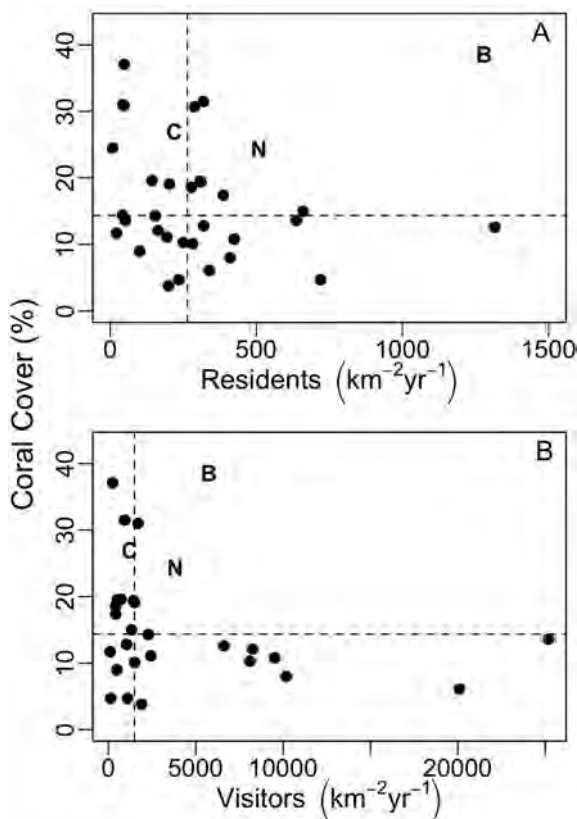 A
B
C
N
40
30
20
10
0
0 500 1000 1500
Residents (km⁻²yr⁻¹)
Coral Cover (%)
B
B
C
N
40
30
20
10
0
0 5000 10000 20000
Visitors (km⁻²yr⁻¹)